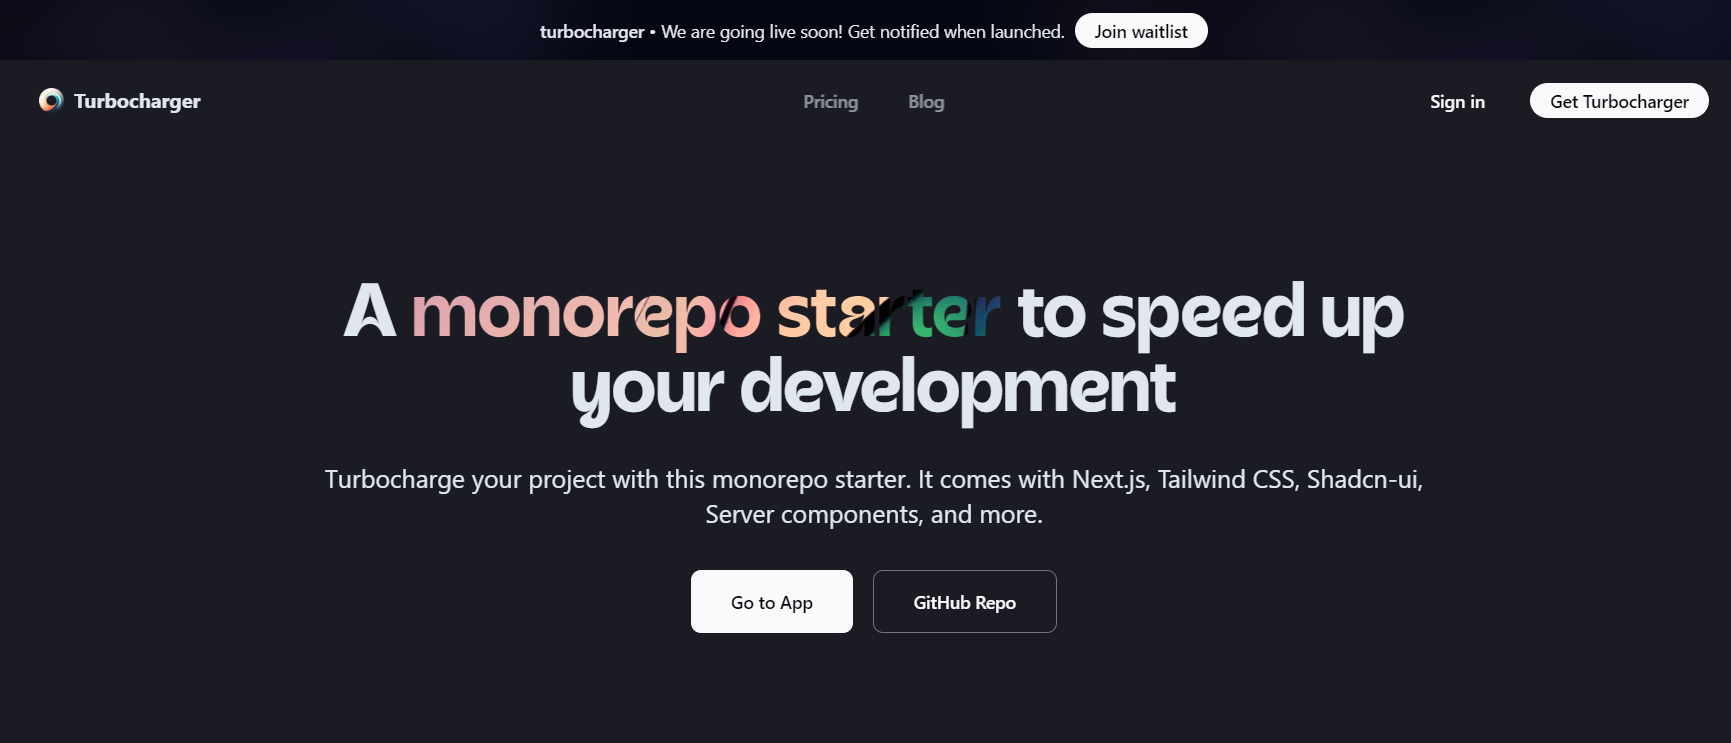 turbocharger • We are going live soon! Get notified when launched. Join waitlist
Turbocharger Pricing Blog Sign in Get Turbocharger
A monorepo starter to speed up
your development
Turbocharge your project with this monorepo starter. It comes with Next.js, Tailwind CSS, Shadcn-ui,
Server components, and more.
Go to App GitHub Repo